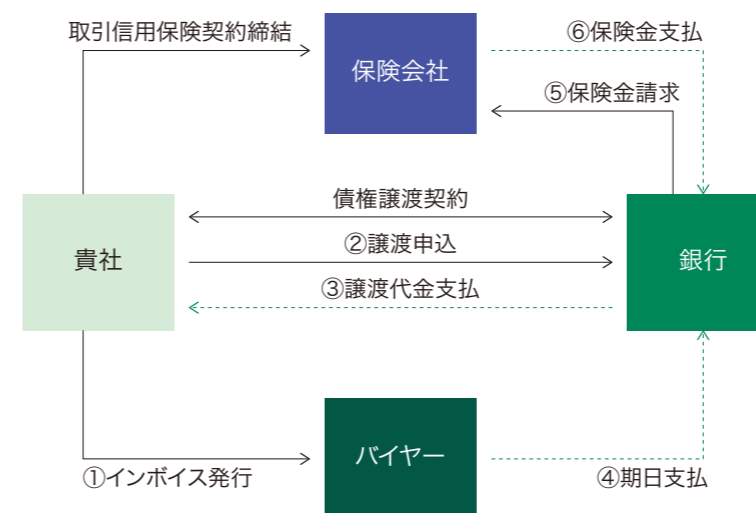 取引信用保険契約締結
⑥保険金支払
保険会社
⑤保険金請求
債権譲渡契約
貴社
②譲渡申込
銀行
③譲渡代金支払
バイヤー
①インボイス発行
④期日支払